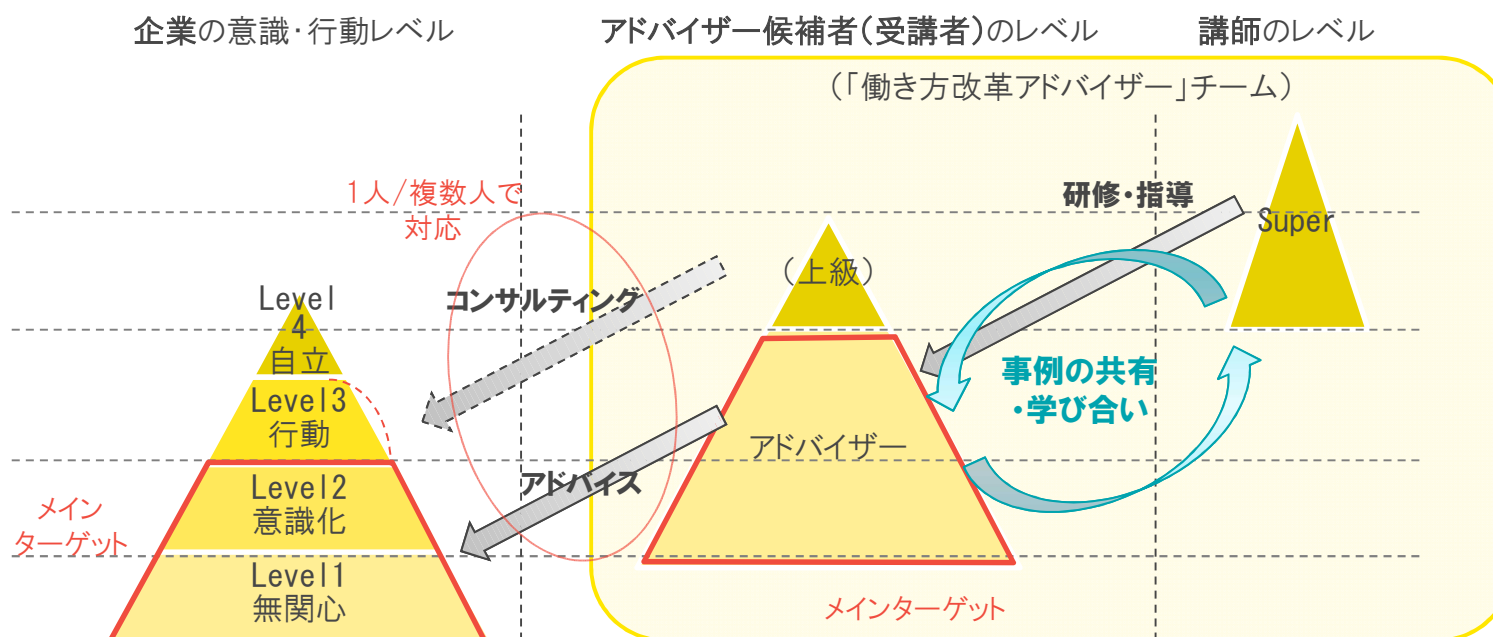 企業の意識・行動レベル
アドバイザー候補者(受講者)のレベル
講師のレベル
(「働き方改革アドバイザー」チーム)
1人/複数人で
対応
研修・指導
Super
(上級)
コンサルティング
Level
4
自立
Level3
行動
事例の共有
・学び合い
アドバイザー
アドバイス
Level2
意識化
メイン
ターゲット
Level1
無関心
メインターゲット